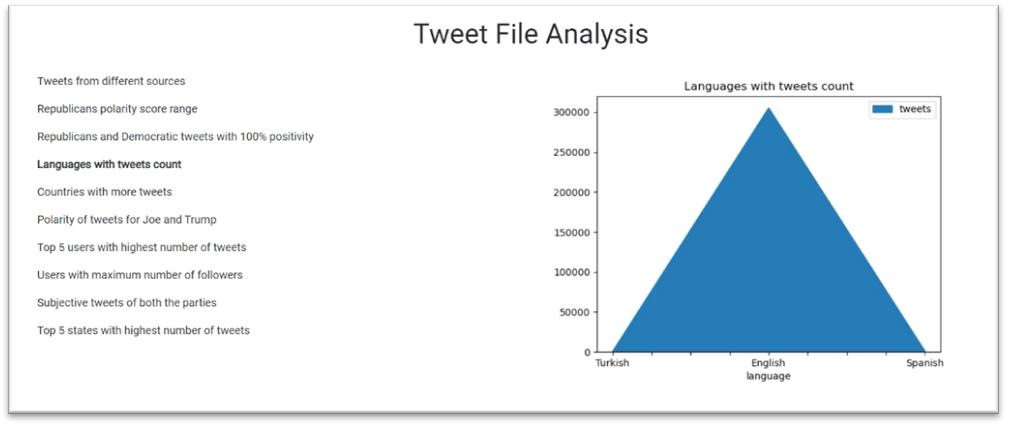 Tweet File Analysis
Tweets from different sources
Republicans polarity score range
Republicans and Democratic tweets with 100% positivity
Languages with tweets count
Countries with more tweets
Polarity of tweets for Joe and Trump
Top 5 users with highest number of tweets
Users with maximum number of followers
Subjective tweets of both the parties
Top 5 states with highest number of tweets
Languages with tweets count
tweets
300000
250000
200000
150000
100000
50000
0
Turkish English Spanish
language